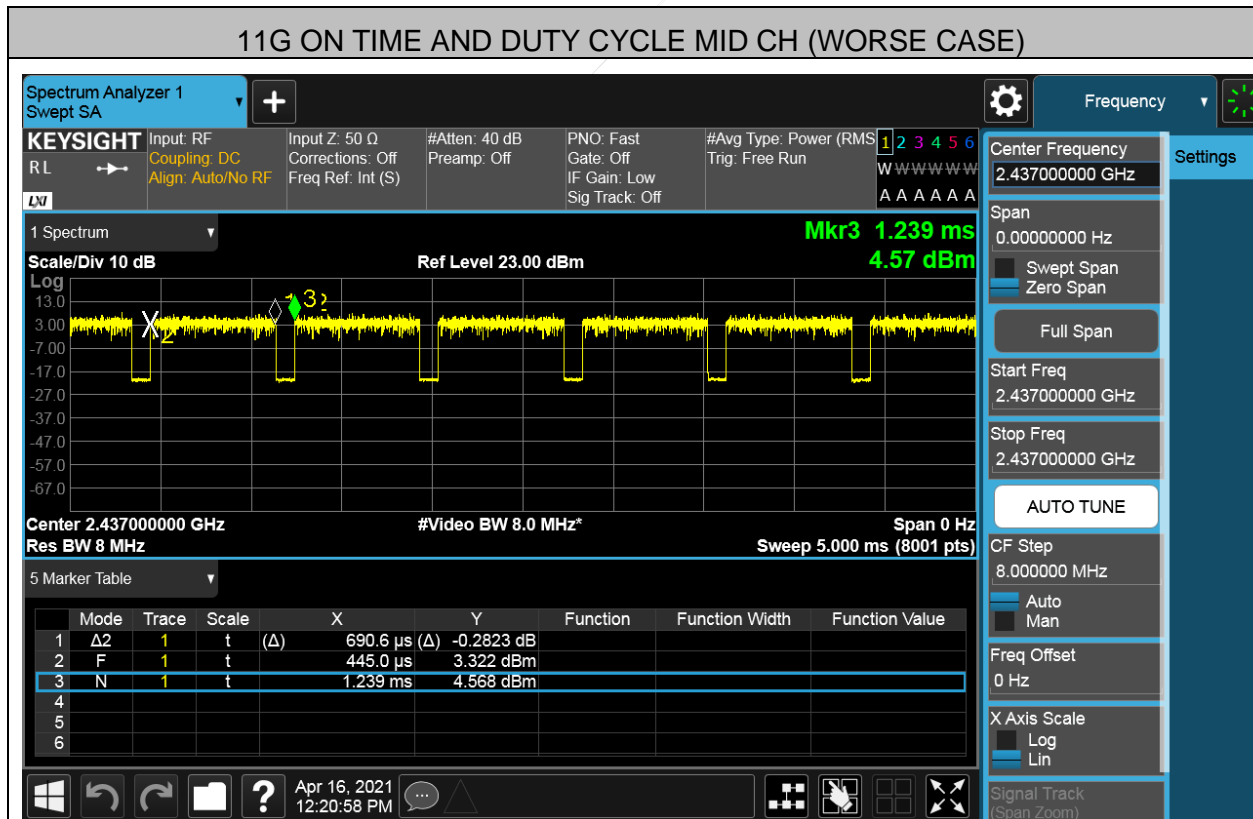 11G ON TIME AND DUTY CYCLE MID CH (WORSE CASE)
Spectrum Analyzer 1
Swept SA
Frequency
KEYSIGHT
RL
LXI
Input: RF
Coupling: DC
Align: Auto/No RF
Input Z: 50 Ω
Corrections: Off
Freq Ref: Int (S)
#Atten: 40 dB
Preamp: Off
PNO: Fast
Gate: Off
IF Gain: Low
Sig Track: Off
#Avg Type: Power (RMS
Trig: Free Run
1 2 3 4 5 6
W W W W W W
A A A A A A
1 Spectrum
Mkr3 1.239 ms
4.57 dBm
Scale/Div 10 dB
Ref Level 23.00 dBm
Log
13.0
3.00
-7.00
-17.0
-27.0
-37.0
-47.0
-57.0
-67.0
X
2
3
Center 2.437000000 GHz
#Video BW 8.0 MHz*
Span 0 Hz
Res BW 8 MHz
Sweep 5.000 ms (8001 pts)
5 Marker Table
Mode Trace Scale X Y Function Function Width Function Value
1 Δ2 1 t (Δ) 690.6 µs (Δ) -0.2823 dB
2 F 1 t 445.0 µs 3.322 dBm
3 N 1 t 1.239 ms 4.568 dBm
4
5
6
Apr 16, 2021
12:20:58 PM
Center Frequency
2.437000000 GHz
Settings
Span
0.00000000 Hz
Swept Span
Zero Span
Full Span
Start Freq
2.437000000 GHz
Stop Freq
2.437000000 GHz
AUTO TUNE
CF Step
8.000000 MHz
Auto
Man
Freq Offset
0 Hz
X Axis Scale
Log
Lin
Signal Track
(Span Zoom)